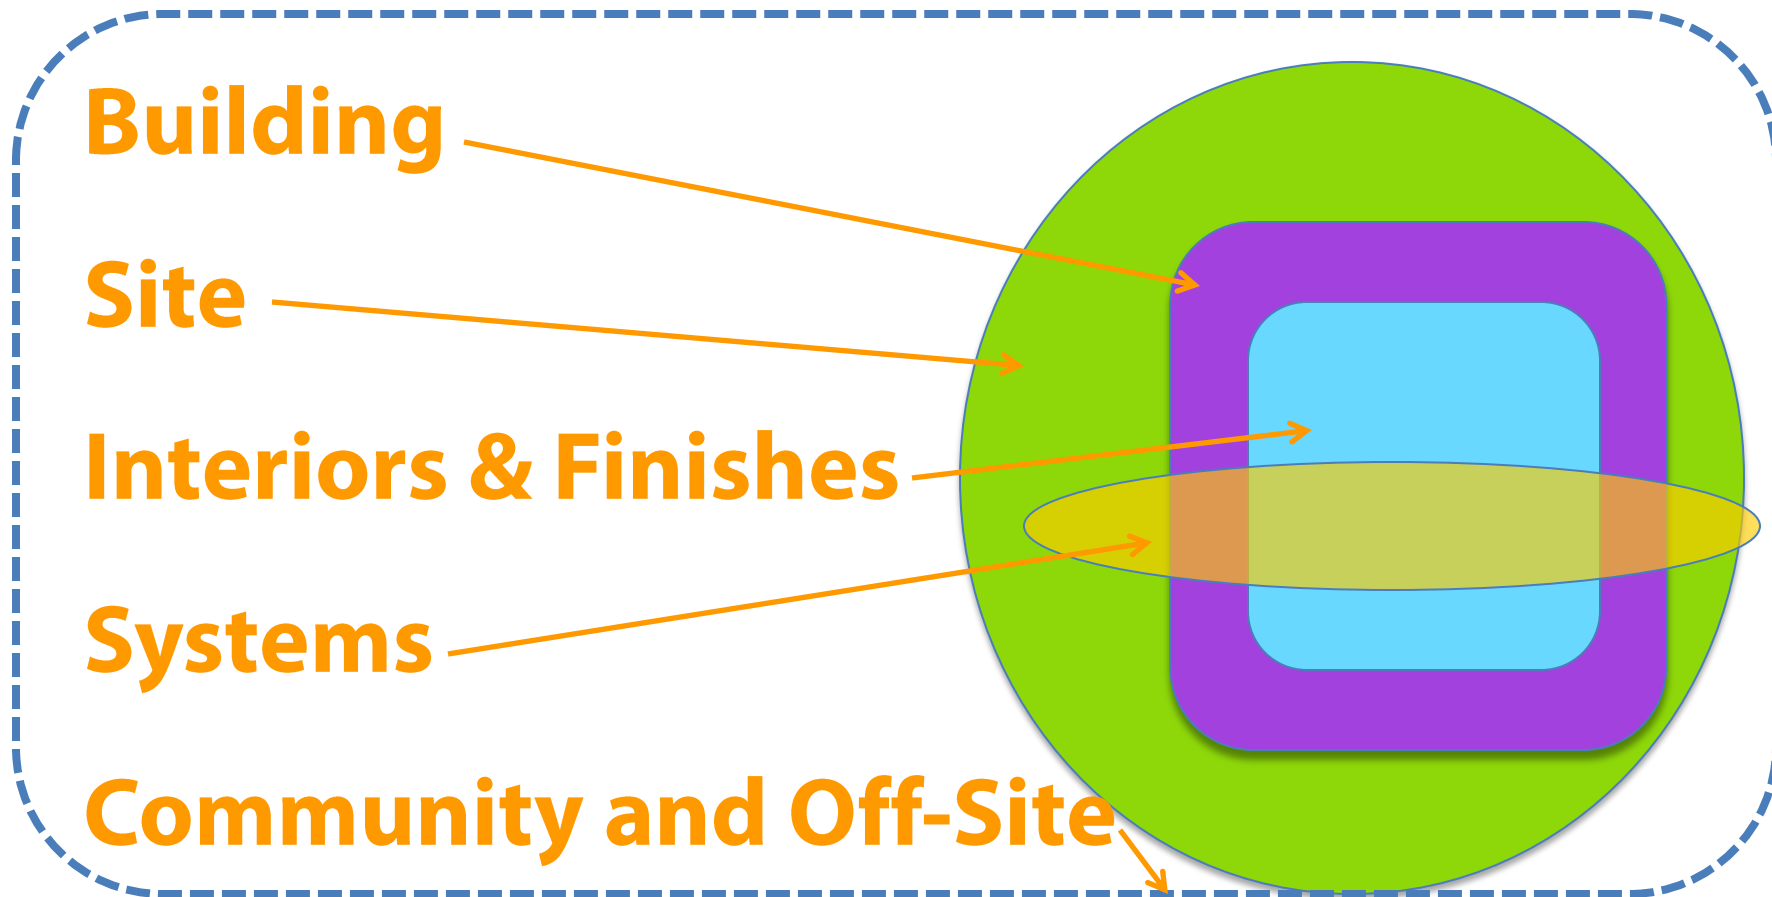 Building
Site
Interiors & Finishes
Systems
Community and Off-Site